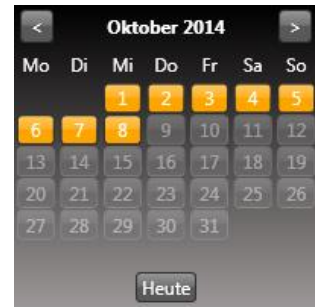 < Oktober 2014 >
Mo Di Mi Do Fr Sa So
1 2 3 4 5
6 7 8 9 10 11 12
13 14 15 16 17 18 19
20 21 22 23 24 25 26
27 28 29 30 31
Heute